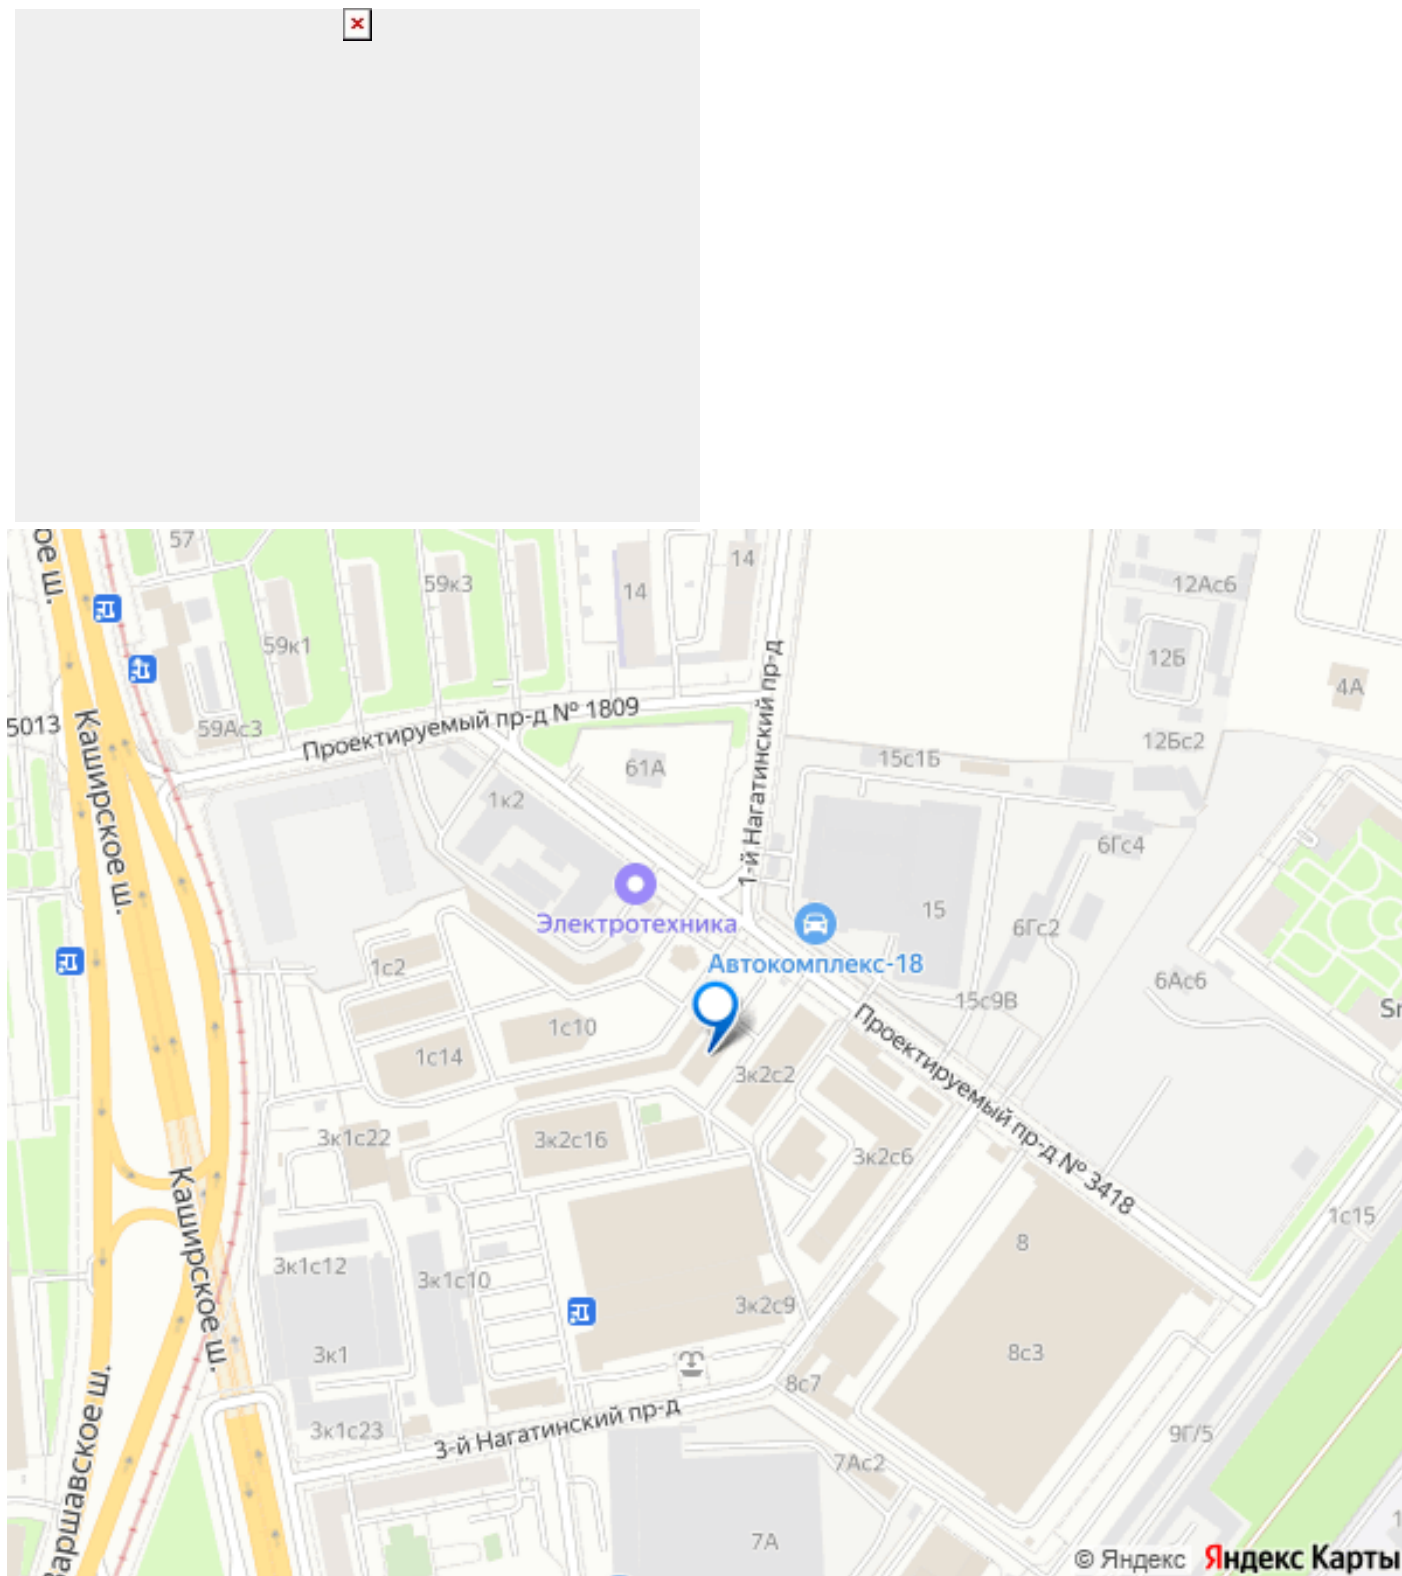 ое ш.
57
59к3
14
14
12Ас6
59к1
12Б
4А
5013
59Ас3
Проектируемый пр-д № 1809
1-й Нагатинский пр-д
12Бс2
Каширское ш.
61А
15с1Б
1к2
6Гс4
15
Электротехника
6Гс2
Автокомплекс-18
1с2
6Ас6
15с9В
Sr
1с10
1с14
3к2с2
Проектируемый пр-д № 3418
3к1с22
3к2с16
3к2с6
Каширское ш.
1с15
8
3к1с12
3к1с10
3к2с9
3к1
8с3
8с7
Варшавское ш.
3-й Нагатинский пр-д
3к1с23
9Г/5
7Ас2
7А
1
© Яндекс Яндекс Карты